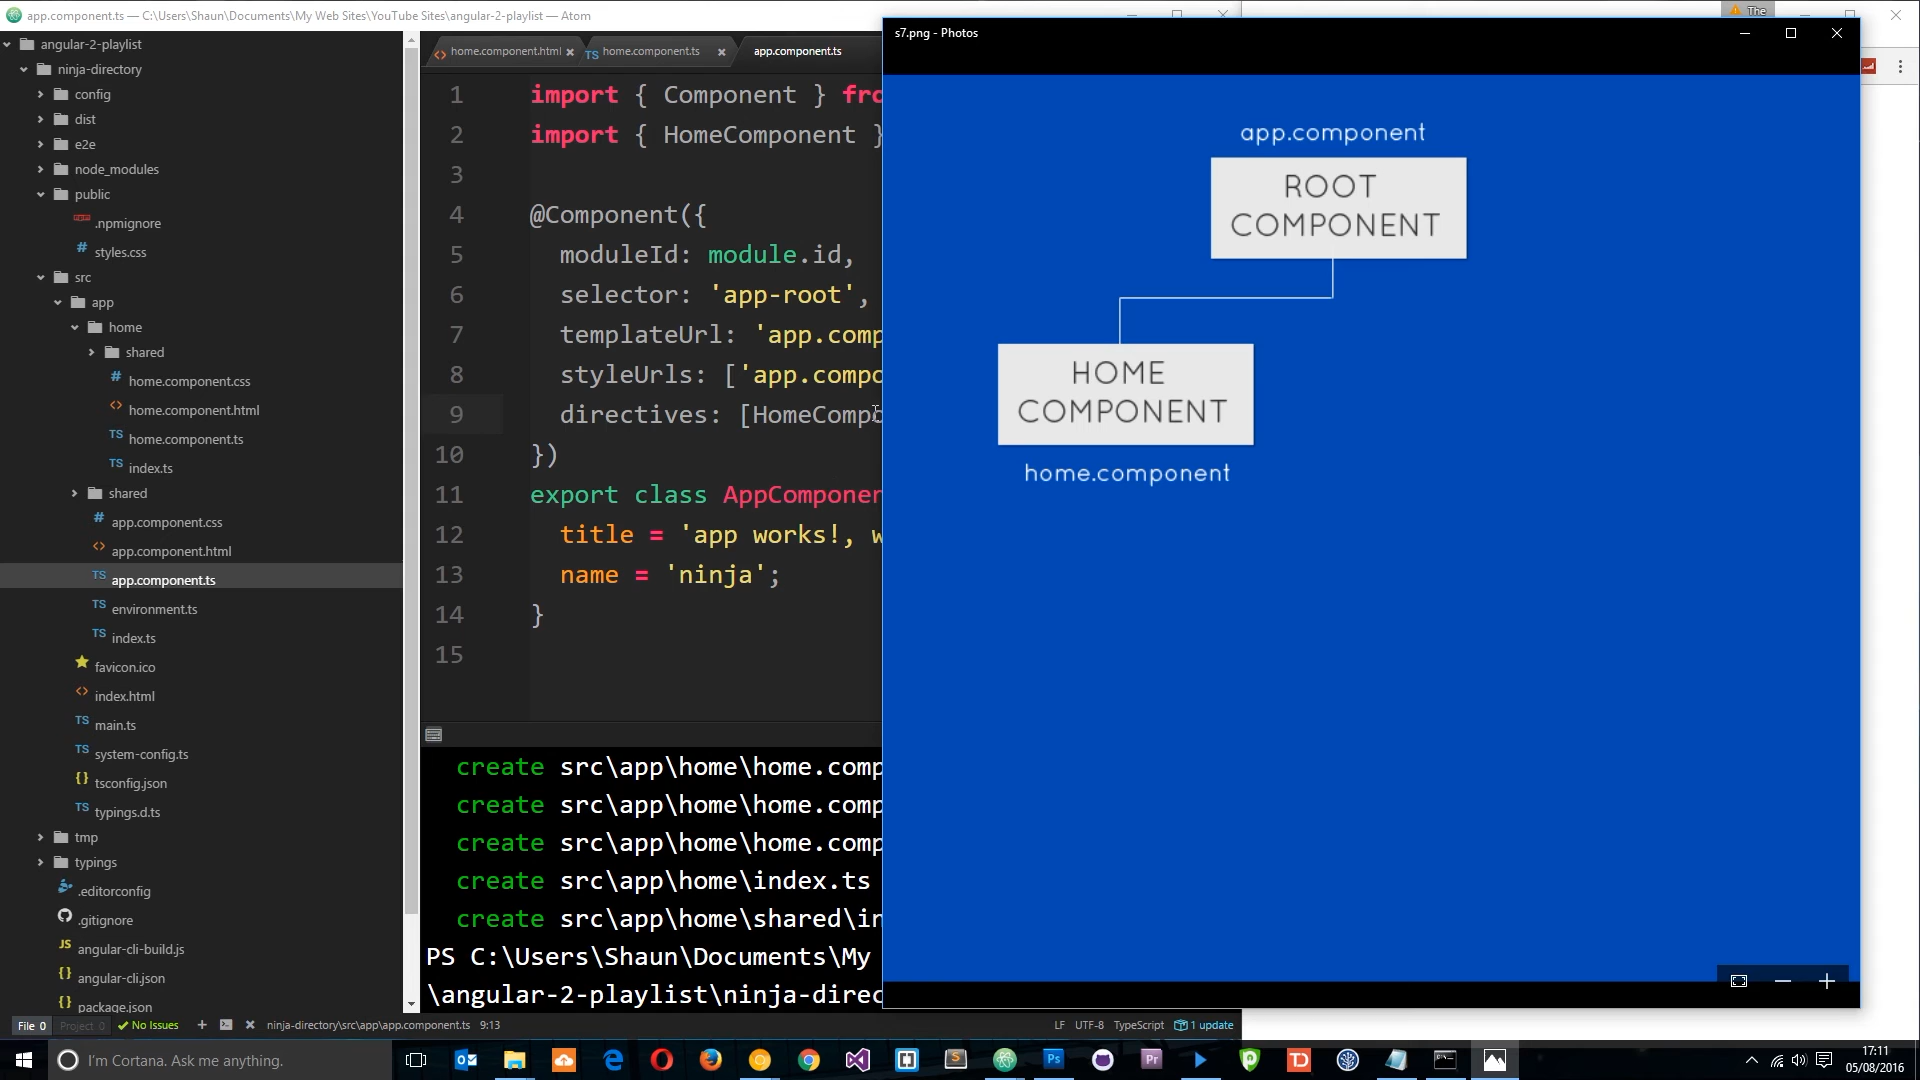 app.component.ts — C:\Users\Shaun\Documents\My Web Sites\YouTube Sites\angular-2-playlist — Atom
The
angular-2-playlist
ninja-directory
config
dist
e2e
node_modules
public
.npmignore
styles.css
src
app
home
shared
home.component.css
home.component.html
home.component.ts
index.ts
shared
app.component.css
app.component.html
app.component.ts
environment.ts
index.ts
favicon.ico
index.html
main.ts
system-config.ts
tsconfig.json
typings.d.ts
tmp
typings
.editorconfig
.gitignore
angular-cli-build.js
angular-cli.json
package.json
home.component.html
home.component.ts
app.component.ts
1 import { Component } fro
2 import { HomeComponent }
3
4 @Component({
5 moduleId: module.id,
6 selector: 'app-root',
7 templateUrl: 'app.comp
8 styleUrls: ['app.compo
9 directives: [HomeCompo
10 })
11 export class AppComponen
12 title = 'app works!, w
13 name = 'ninja';
14 }
15
create src\app\home\home.comp
create src\app\home\home.comp
create src\app\home\home.comp
create src\app\home\index.ts
create src\app\home\shared\in
PS C:\Users\Shaun\Documents\My
\angular-2-playlist\ninja-direc
s7.png - Photos
app.component
ROOT
COMPONENT
HOME
COMPONENT
home.component
File 0 Project 0 No Issues ninja-directory\src\app\app.component.ts 9:13
LF UTF-8 TypeScript 1 update
I'm Cortana. Ask me anything.
17:11
05/08/2016